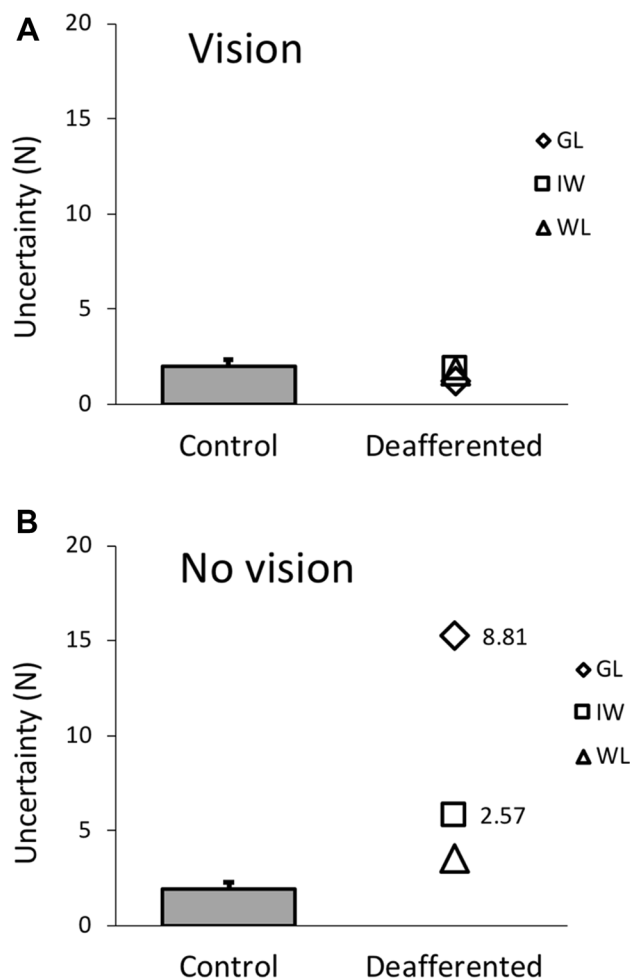 A
Vision
20
15
10
5
0
Uncertainty (N)
GL
IW
WL
Control Deafferented
B
No vision
20
15
10
5
0
Uncertainty (N)
8.81
2.57
GL
IW
WL
Control Deafferented